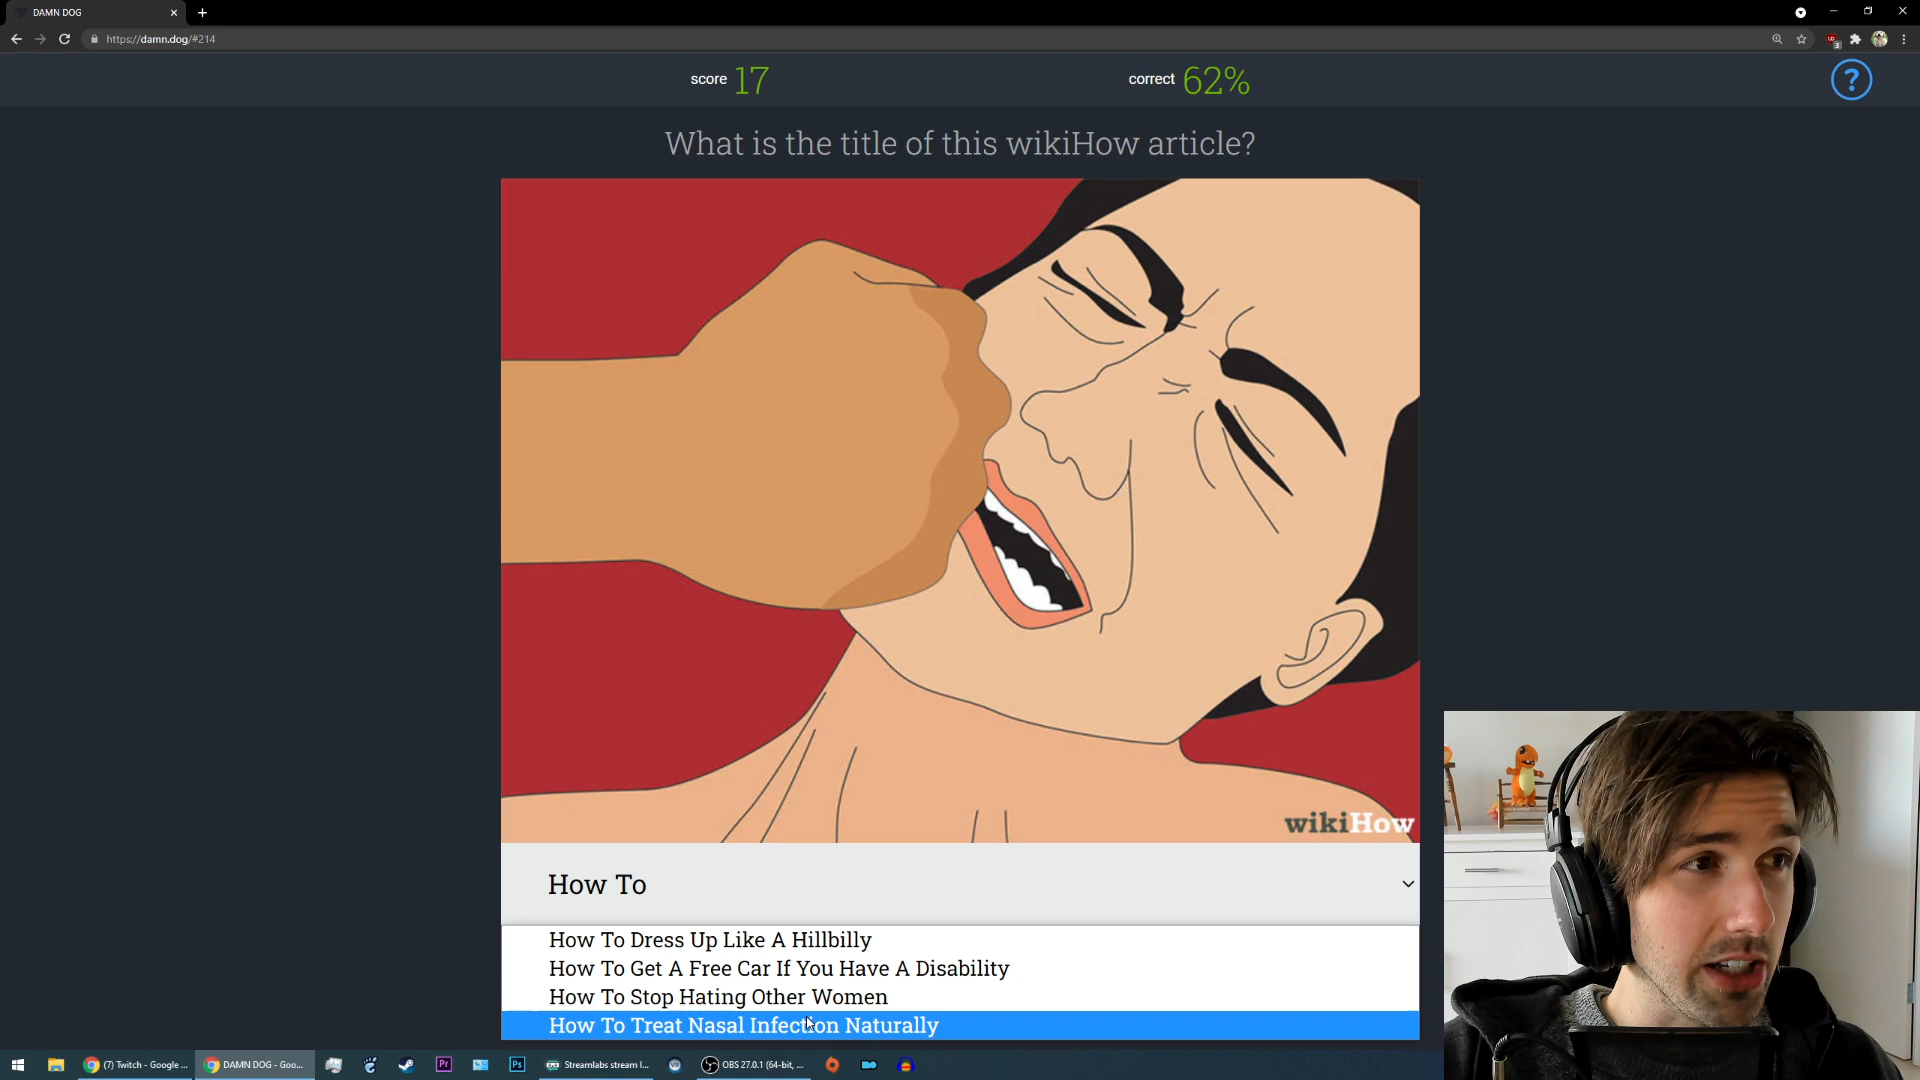 DAMN DOG
https://damn.dog/#214
3
score 17
correct 62%
?
What is the title of this wikiHow article?
wikiHow
How To
How To Dress Up Like A Hillbilly
How To Get A Free Car If You Have A Disability
How To Stop Hating Other Women
How To Treat Nasal Infection Naturally
(7) Twitch - Google ...
DAMN DOG - Goo...
Pr
Ps
Streamlabs stream l...
OBS 27.0.1 (64-bit, ...